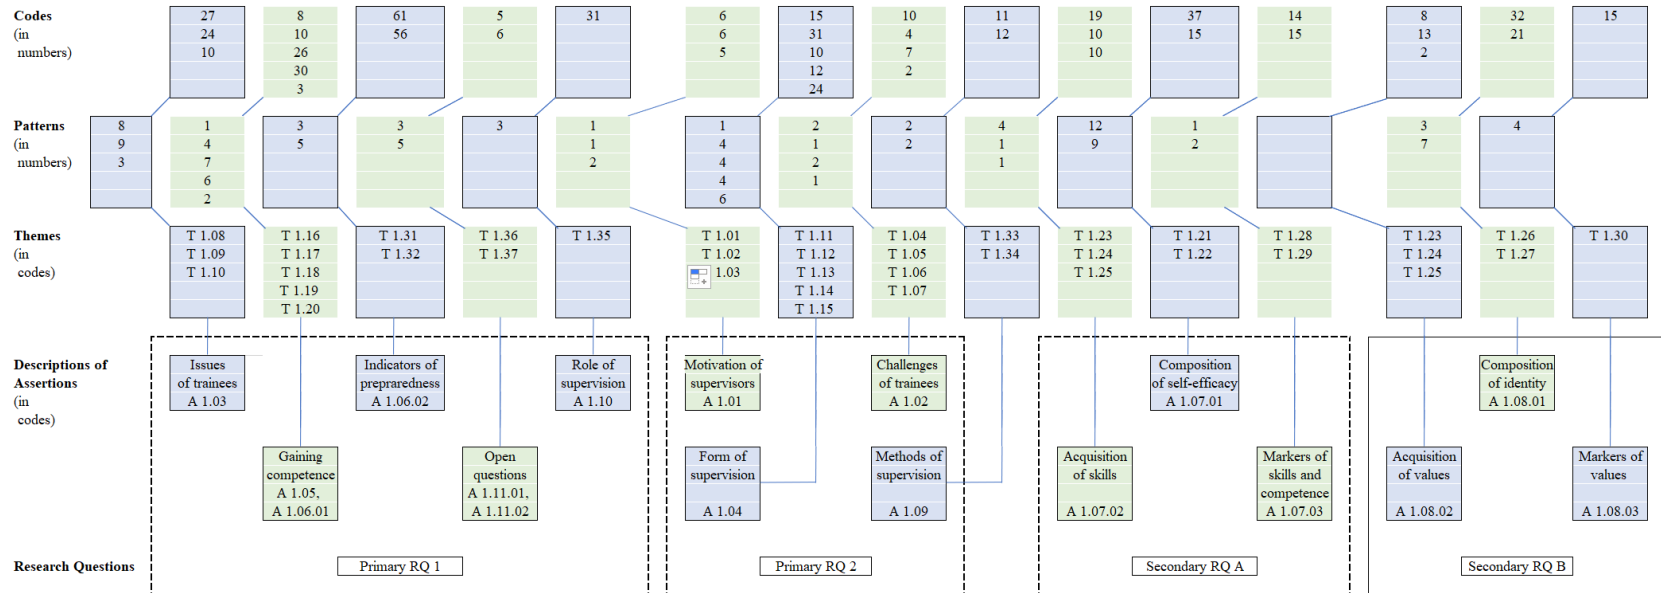 Codes 27 8 61 5 31 6 15 10 11 19 37 14 8 32 15
(in 24 10 56 6 6 31 4 12 10 15 15 13 21
numbers) 10 26 5 10 7 10 2
30 12 2
3 24
Patterns 8 1 3 3 3 1 1 2 2 4 12 1 3 4
(in 9 4 5 5 1 4 1 2 1 9 2 7
numbers) 3 7 2 4 2 1
6 4 1
2 6
Themes T 1.08 T 1.16 T 1.31 T 1.36 T 1.35 T 1.01 T 1.11 T 1.04 T 1.33 T 1.23 T 1.21 T 1.28 T 1.23 T 1.26 T 1.30
(in T 1.09 T 1.17 T 1.32 T 1.37 T 1.02 T 1.12 T 1.05 T 1.34 T 1.24 T 1.22 T 1.29 T 1.24 T 1.27
codes) T 1.10 T 1.18 1.03 T 1.13 T 1.06 T 1.25 T 1.25
T 1.19 T 1.14 T 1.07
T 1.20 T 1.15
Descriptions of
Assertions
(in
codes)
Issues
of trainees
A 1.03
Indicators of
prepraredness
A 1.06.02
Role of
supervision
A 1.10
Motivation of
supervisors
A 1.01
Challenges
of trainees
A 1.02
Composition
of self-efficacy
A 1.07.01
Composition
of identity
A 1.08.01
Gaining
competence
A 1.05,
A 1.06.01
Open
questions
A 1.11.01,
A 1.11.02
Form of
supervision
A 1.04
Methods of
supervision
A 1.09
Acquisition
of skills
A 1.07.02
Markers of
skills and
competence
A 1.07.03
Acquisition
of values
A 1.08.02
Markers of
values
A 1.08.03
Research Questions
Primary RQ 1
Primary RQ 2
Secondary RQ A
Secondary RQ B